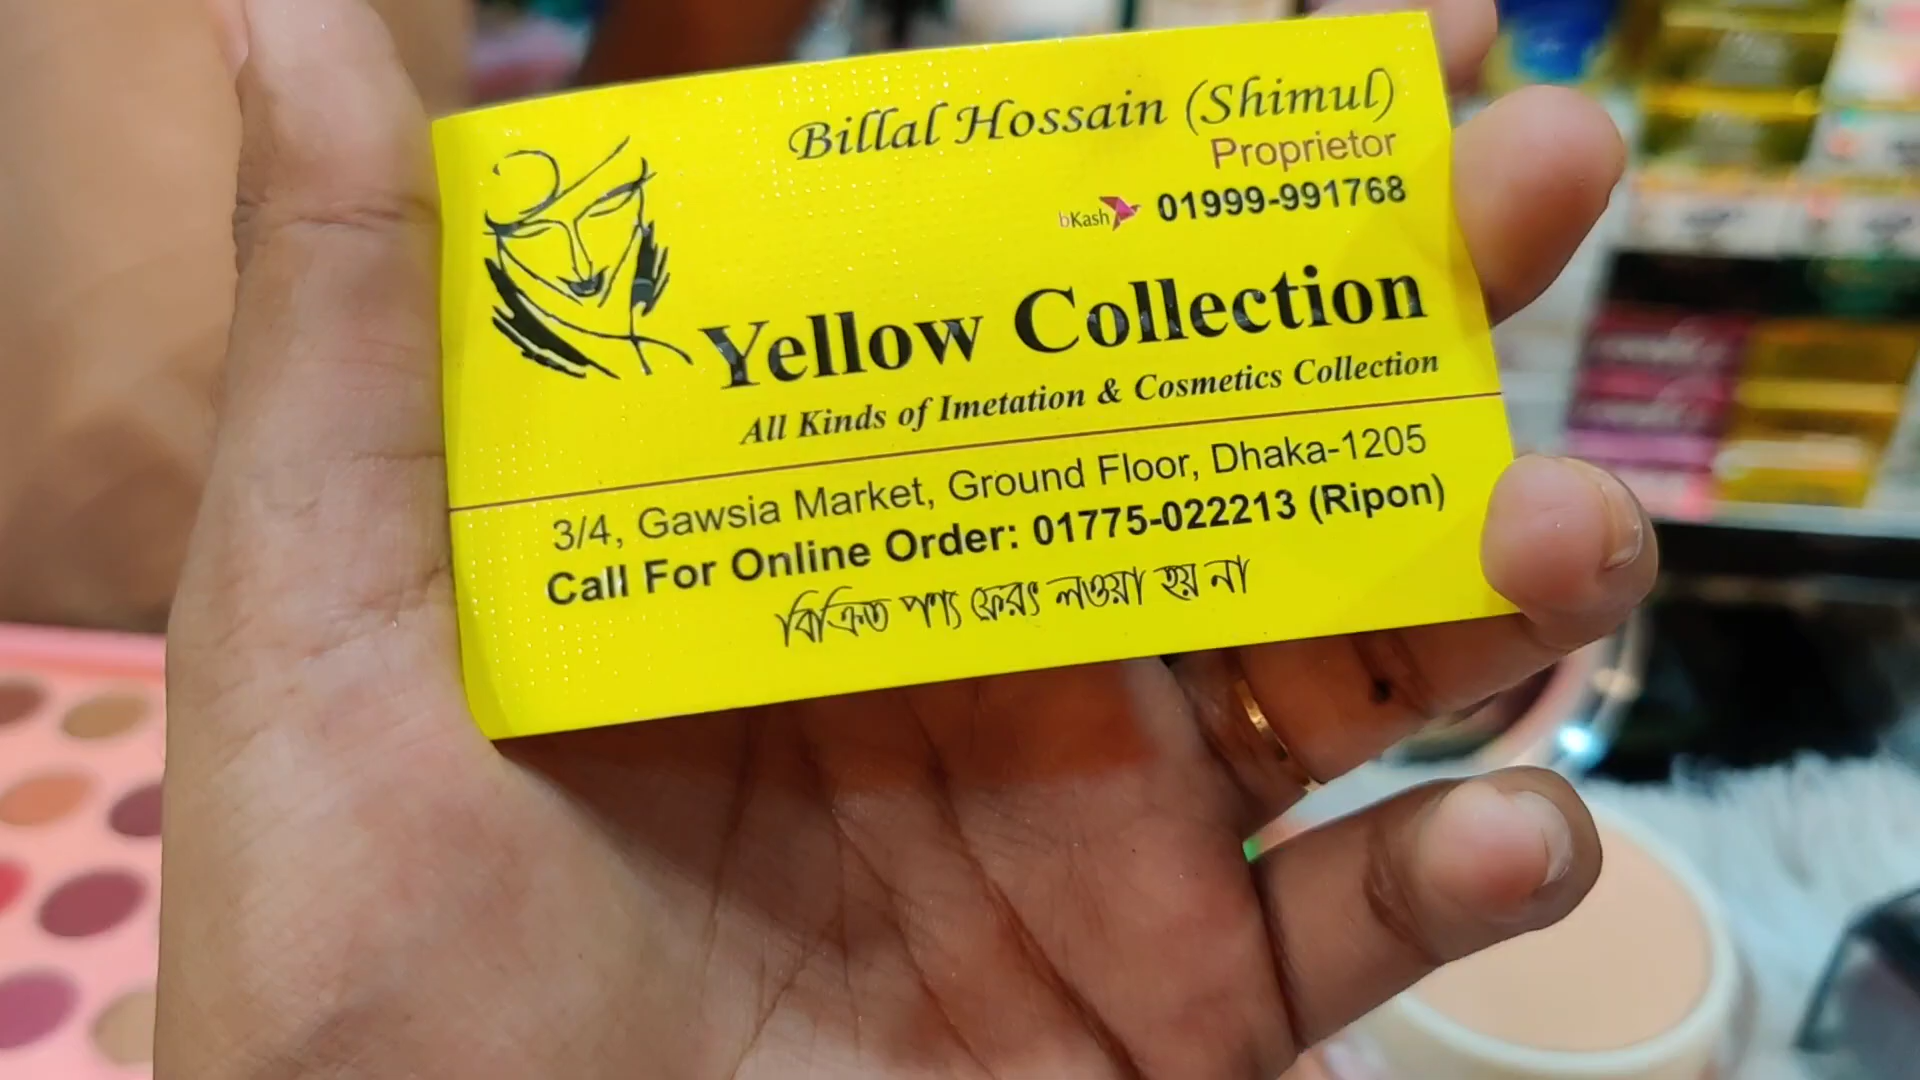 Billal Hossain (Shimul)
Proprietor
bKash 01999-991768
Yellow Collection
All Kinds of Imetation & Cosmetics Collection
3/4, Gawsia Market, Ground Floor, Dhaka-1205
Call For Online Order: 01775-022213 (Ripon)
বিক্রিত পণ্য ফেরৎ লওয়া হয় না